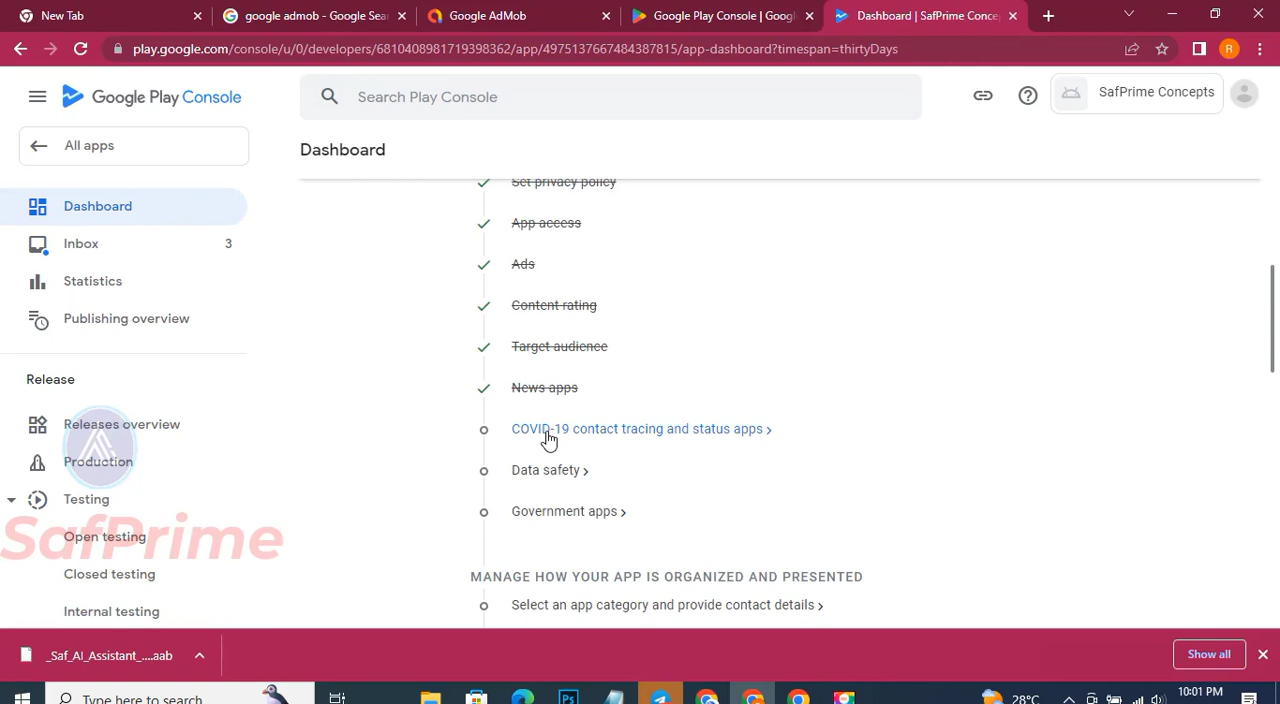 New Tab
google admob - Google Sea
Google AdMob
Google Play Console | Googl
Dashboard | SafPrime Conce
play.google.com/console/u/0/developers/6810408981719398362/app/4975137667484387815/app-dashboard?timespan=thirtyDays
R
Google Play Console
Search Play Console
SafPrime Concepts
All apps
Dashboard
Dashboard
Inbox 3
Statistics
Publishing overview
Release
Releases overview
Production
Testing
Open testing
Closed testing
Internal testing
SafPrime
Set privacy policy
App access
Ads
Content rating
Target audience
News apps
COVID-19 contact tracing and status apps
Data safety
Government apps
MANAGE HOW YOUR APP IS ORGANIZED AND PRESENTED
Select an app category and provide contact details
_Saf_AI_Assistant_....aab
Show all
Type here to search
Ps
28°C
10:01 PM